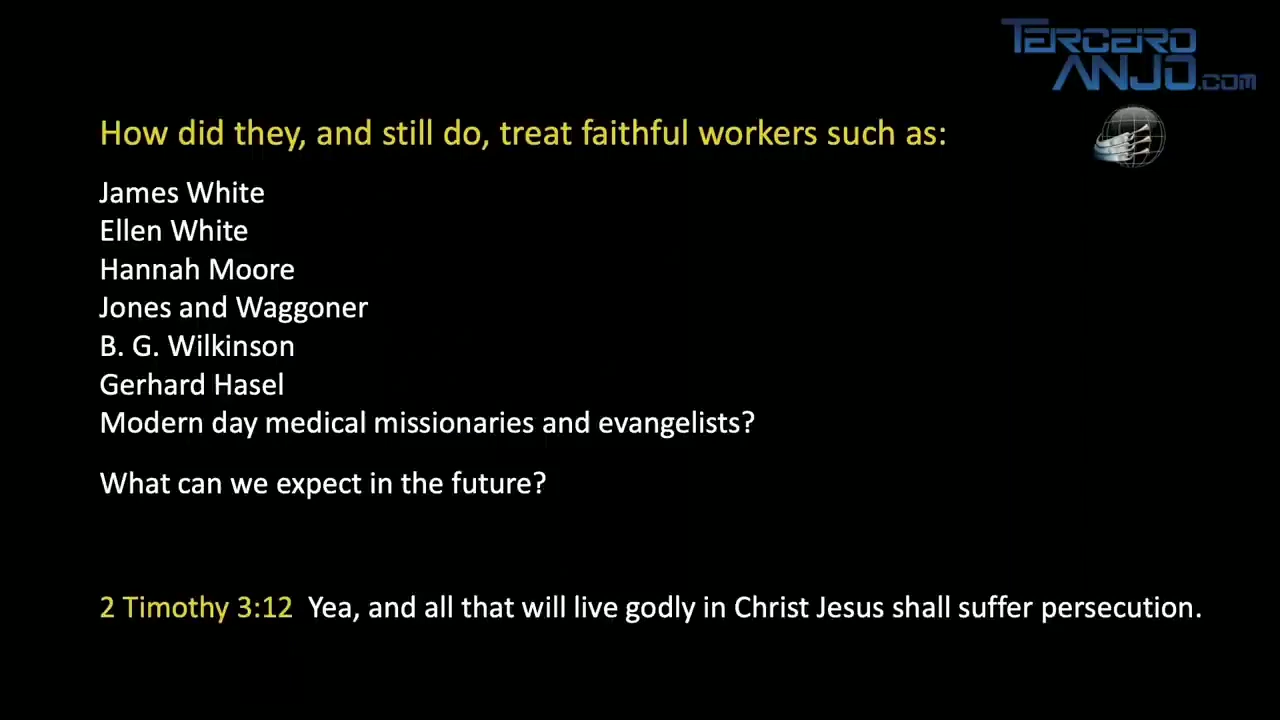 TERCEIRO
ANJO.COM
How did they, and still do, treat faithful workers such as:
James White
Ellen White
Hannah Moore
Jones and Waggoner
B. G. Wilkinson
Gerhard Hasel
Modern day medical missionaries and evangelists?
What can we expect in the future?
2 Timothy 3:12 Yea, and all that will live godly in Christ Jesus shall suffer persecution.